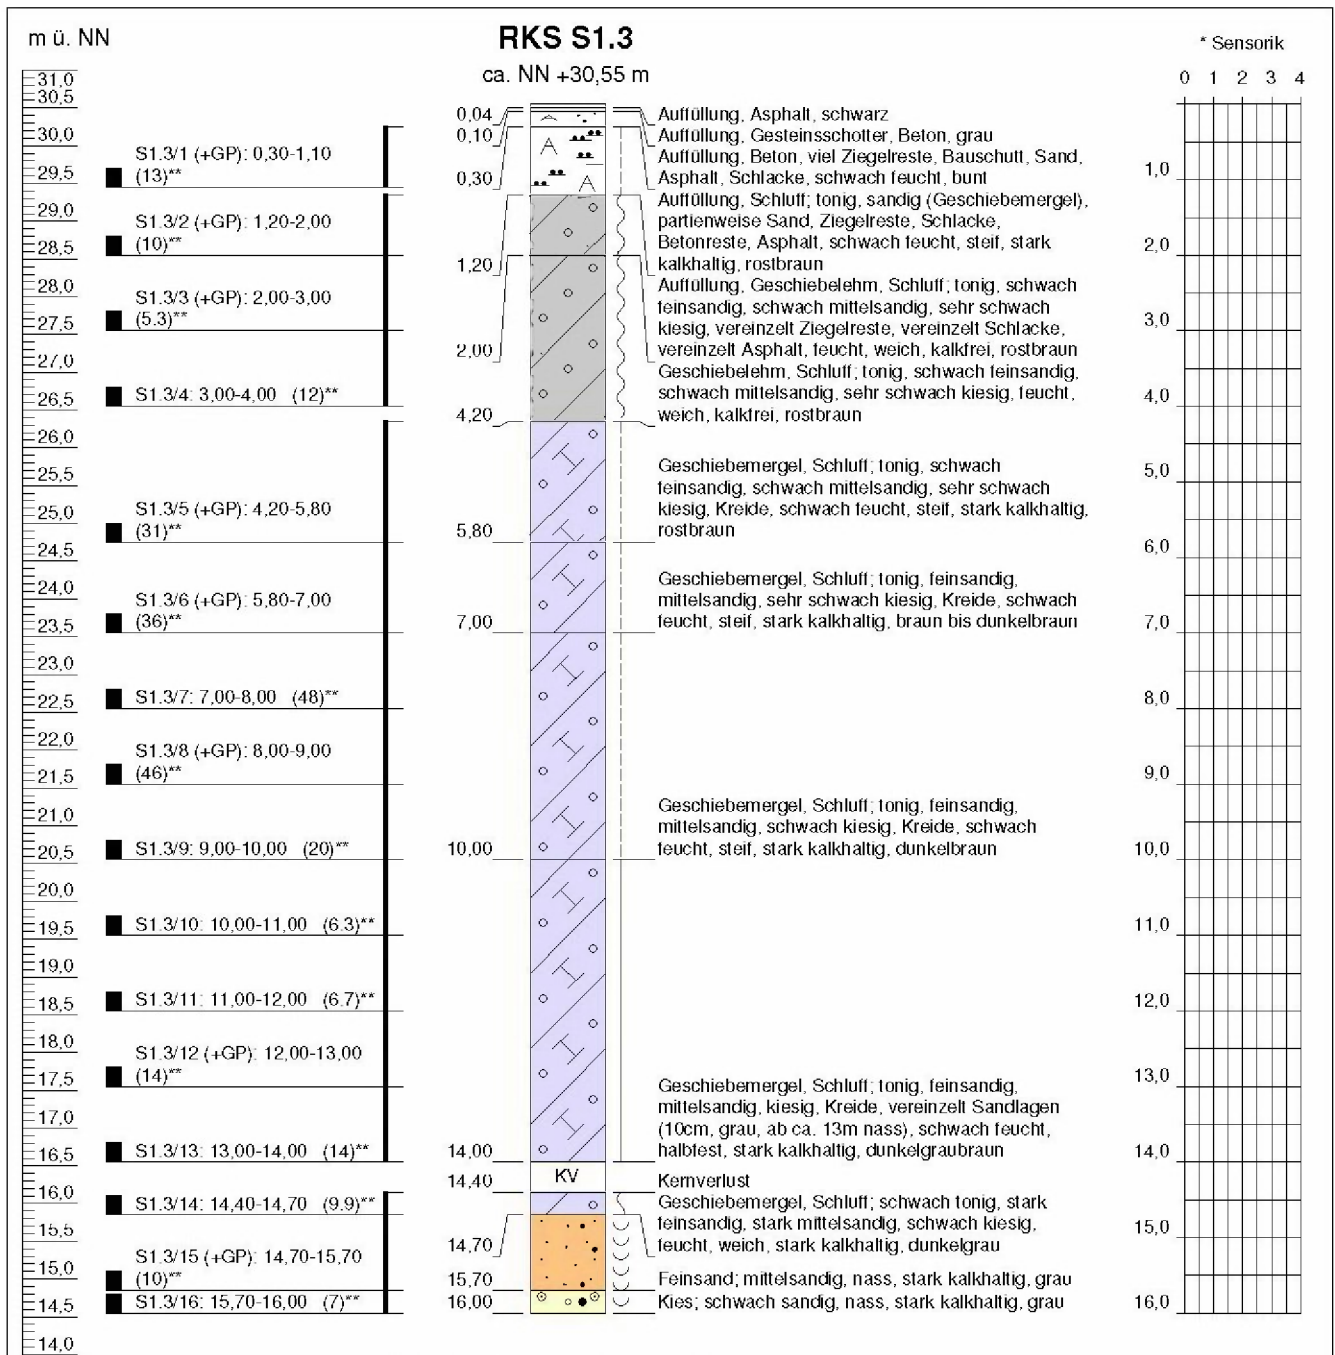 m ü. NN
RKS S1.3
ca. NN +30,55 m
* Sensorik
0 1 2 3 4
31,0
30,5
30,0
29,5
29,0
28,5
28,0
27,5
27,0
26,5
26,0
25,5
25,0
24,5
24,0
23,5
23,0
22,5
22,0
21,5
21,0
20,5
20,0
19,5
19,0
18,5
18,0
17,5
17,0
16,5
16,0
15,5
15,0
14,5
14,0
S1.3/1 (+GP): 0,30-1,10
(13)**
S1.3/2 (+GP): 1,20-2,00
(10)**
S1.3/3 (+GP): 2,00-3,00
(5.3)**
S1.3/4: 3,00-4,00 (12)**
S1.3/5 (+GP): 4,20-5,80
(31)**
S1.3/6 (+GP): 5,80-7,00
(36)**
S1.3/7: 7,00-8,00 (48)**
S1.3/8 (+GP): 8,00-9,00
(46)**
S1.3/9: 9,00-10,00 (20)**
S1.3/10: 10,00-11,00 (6.3)**
S1.3/11: 11,00-12,00 (6.7)**
S1.3/12 (+GP): 12,00-13,00
(14)**
S1.3/13: 13,00-14,00 (14)**
S1.3/14: 14,40-14,70 (9.9)**
S1.3/15 (+GP): 14,70-15,70
(10)**
S1.3/16: 15,70-16,00 (7)**
0,04
0,10
0,30
1,20
2,00
4,20
5,80
7,00
10,00
14,00
14,40
14,70
15,70
16,00
KV
Auffüllung, Asphalt, schwarz
Auffüllung, Gesteinsschotter, Beton, grau
Auffüllung, Beton, viel Ziegelreste, Bauschutt, Sand,
Asphalt, Schlacke, schwach feucht, bunt
Auffüllung, Schluff; tonig, sandig (Geschiebemergel),
partienweise Sand, Ziegelreste, Schlacke,
Betonreste, Asphalt, schwach feucht, steif, stark
kalkhaltig, rostbraun
Auffüllung, Geschiebelehm, Schluff; tonig, schwach
feinsandig, schwach mittelsandig, sehr schwach
kiesig, vereinzelt Ziegelreste, vereinzelt Schlacke,
vereinzelt Asphalt, feucht, weich, kalkfrei, rostbraun
Geschiebelehm, Schluff; tonig, schwach feinsandig,
schwach mittelsandig, sehr schwach kiesig, feucht,
weich, kalkfrei, rostbraun
Geschiebemergel, Schluff; tonig, schwach
feinsandig, schwach mittelsandig, sehr schwach
kiesig, Kreide, schwach feucht, steif, stark kalkhaltig,
rostbraun
Geschiebemergel, Schluff; tonig, feinsandig,
mittelsandig, sehr schwach kiesig, Kreide, schwach
feucht, steif, stark kalkhaltig, braun bis dunkelbraun
Geschiebemergel, Schluff; tonig, feinsandig,
mittelsandig, schwach kiesig, Kreide, schwach
feucht, steif, stark kalkhaltig, dunkelbraun
Geschiebemergel, Schluff; tonig, feinsandig,
mittelsandig, kiesig, Kreide, vereinzelt Sandlagen
(10cm, grau, ab ca. 13m nass), schwach feucht,
halbfest, stark kalkhaltig, dunkelgraubraun
Kernverlust
Geschiebemergel, Schluff; schwach tonig, stark
feinsandig, stark mittelsandig, schwach kiesig,
feucht, weich, stark kalkhaltig, dunkelgrau
Feinsand; mittelsandig, nass, stark kalkhaltig, grau
Kies; schwach sandig, nass, stark kalkhaltig, grau
1,0
2,0
3,0
4,0
5,0
6,0
7,0
8,0
9,0
10,0
11,0
12,0
13,0
14,0
15,0
16,0